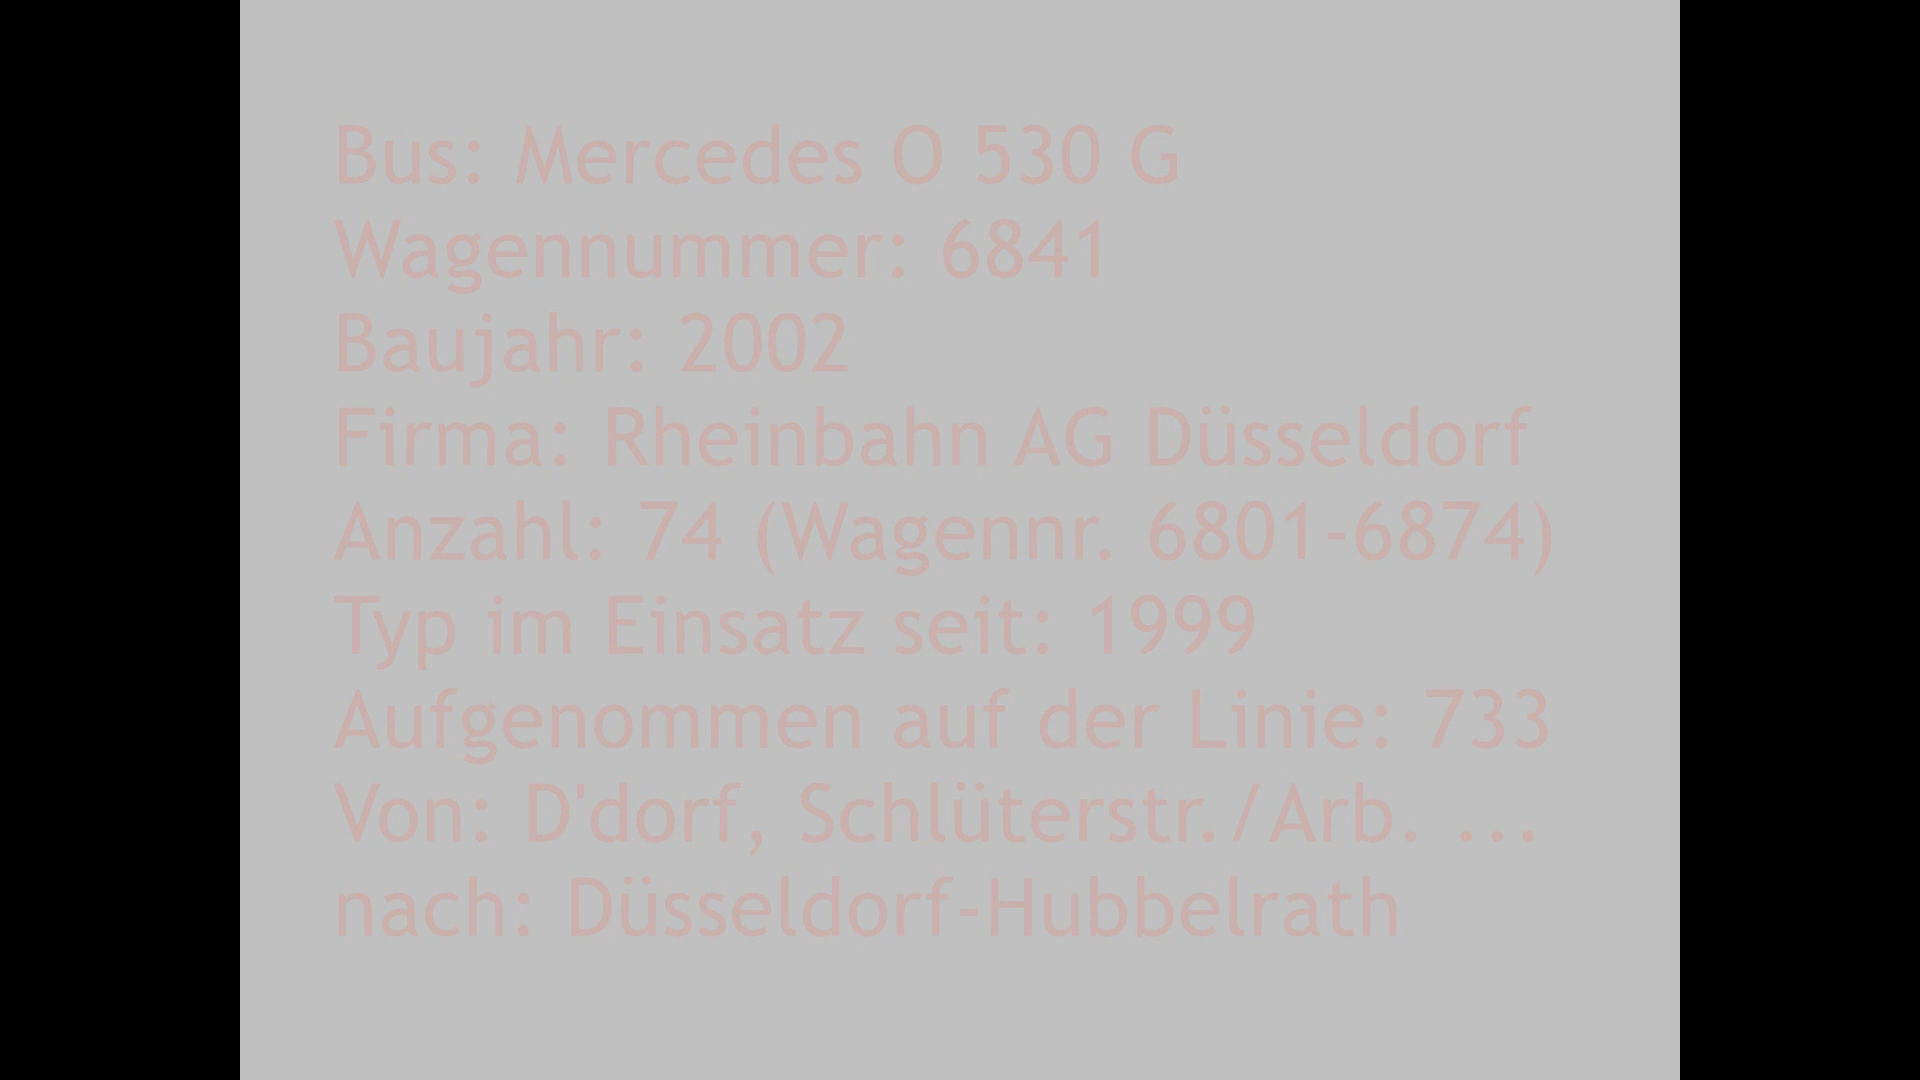 Bus: Mercedes O 530 G
Wagennummer: 6841
Baujahr: 2002
Firma: Rheinbahn AG Düsseldorf
Anzahl: 74 (Wagennr. 6801-6874)
Typ im Einsatz seit: 1999
Aufgenommen auf der Linie: 733
Von: D'dorf, Schlüterstr./Arb. ...
nach: Düsseldorf-Hubbelrath